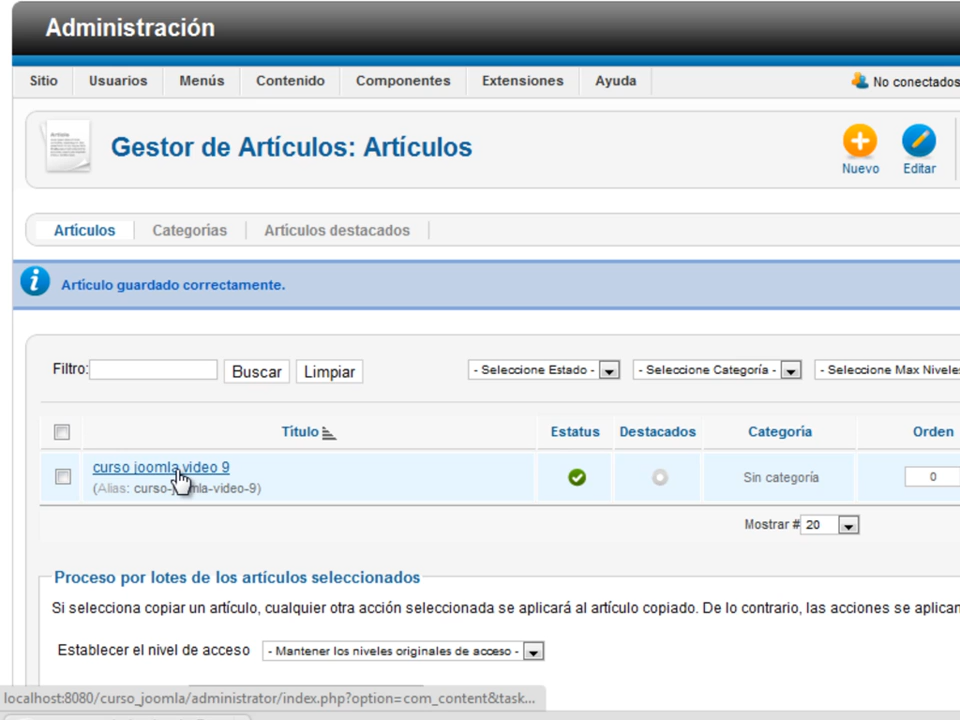 Administración
Sitio Usuarios Menús Contenido Componentes Extensiones Ayuda No conectados
Gestor de Artículos: Artículos
Nuevo Editar
Artículos Categorías Artículos destacados
Artículo guardado correctamente.
Filtro: Buscar Limpiar - Seleccione Estado - - Seleccione Categoría - - Seleccione Max Niveles
Título Estatus Destacados Categoría Orden
curso joomla video 9
(Alias: curso-joomla-video-9) Sin categoría 0
Mostrar # 20
Proceso por lotes de los artículos seleccionados
Si selecciona copiar un artículo, cualquier otra acción seleccionada se aplicará al artículo copiado. De lo contrario, las acciones se aplican
Establecer el nivel de acceso - Mantener los niveles originales de acceso -
localhost:8080/curso_joomla/administrator/index.php?option=com_content&task...